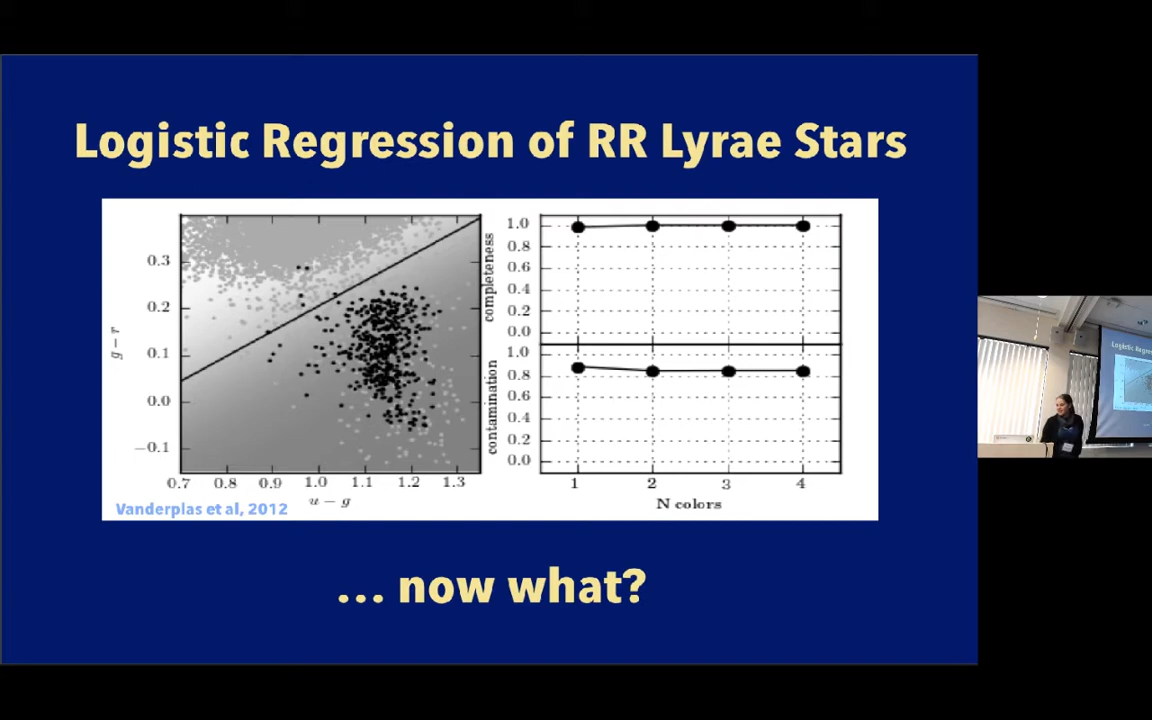 Logistic Regression of RR Lyrae Stars
0.3
0.2
0.1
0.0
−0.1
g − r
0.7 0.8 0.9 1.0 1.1 1.2 1.3
u − g
Vanderplas et al, 2012
completeness
1.0
0.8
0.6
0.4
0.2
0.0
contamination
1.0
0.8
0.6
0.4
0.2
0.0
1 2 3 4
N colors
... now what?
Logistic Regres